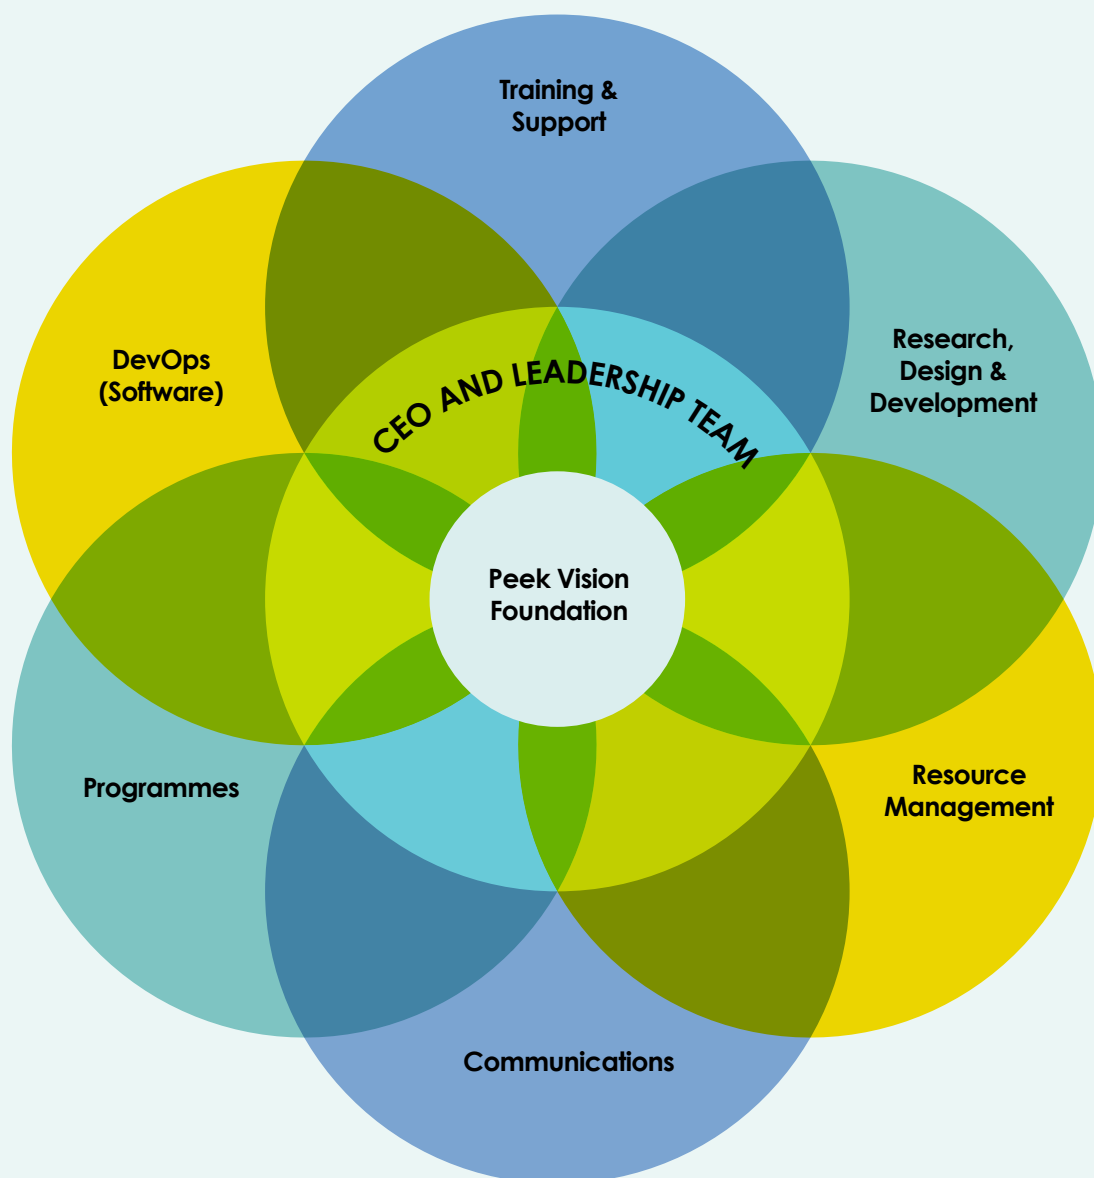 Training &
Support
Research,
Design &
Development
DevOps
(Software)
CEO AND LEADERSHIP TEAM
Peek Vision
Foundation
Programmes
Resource
Management
Communications